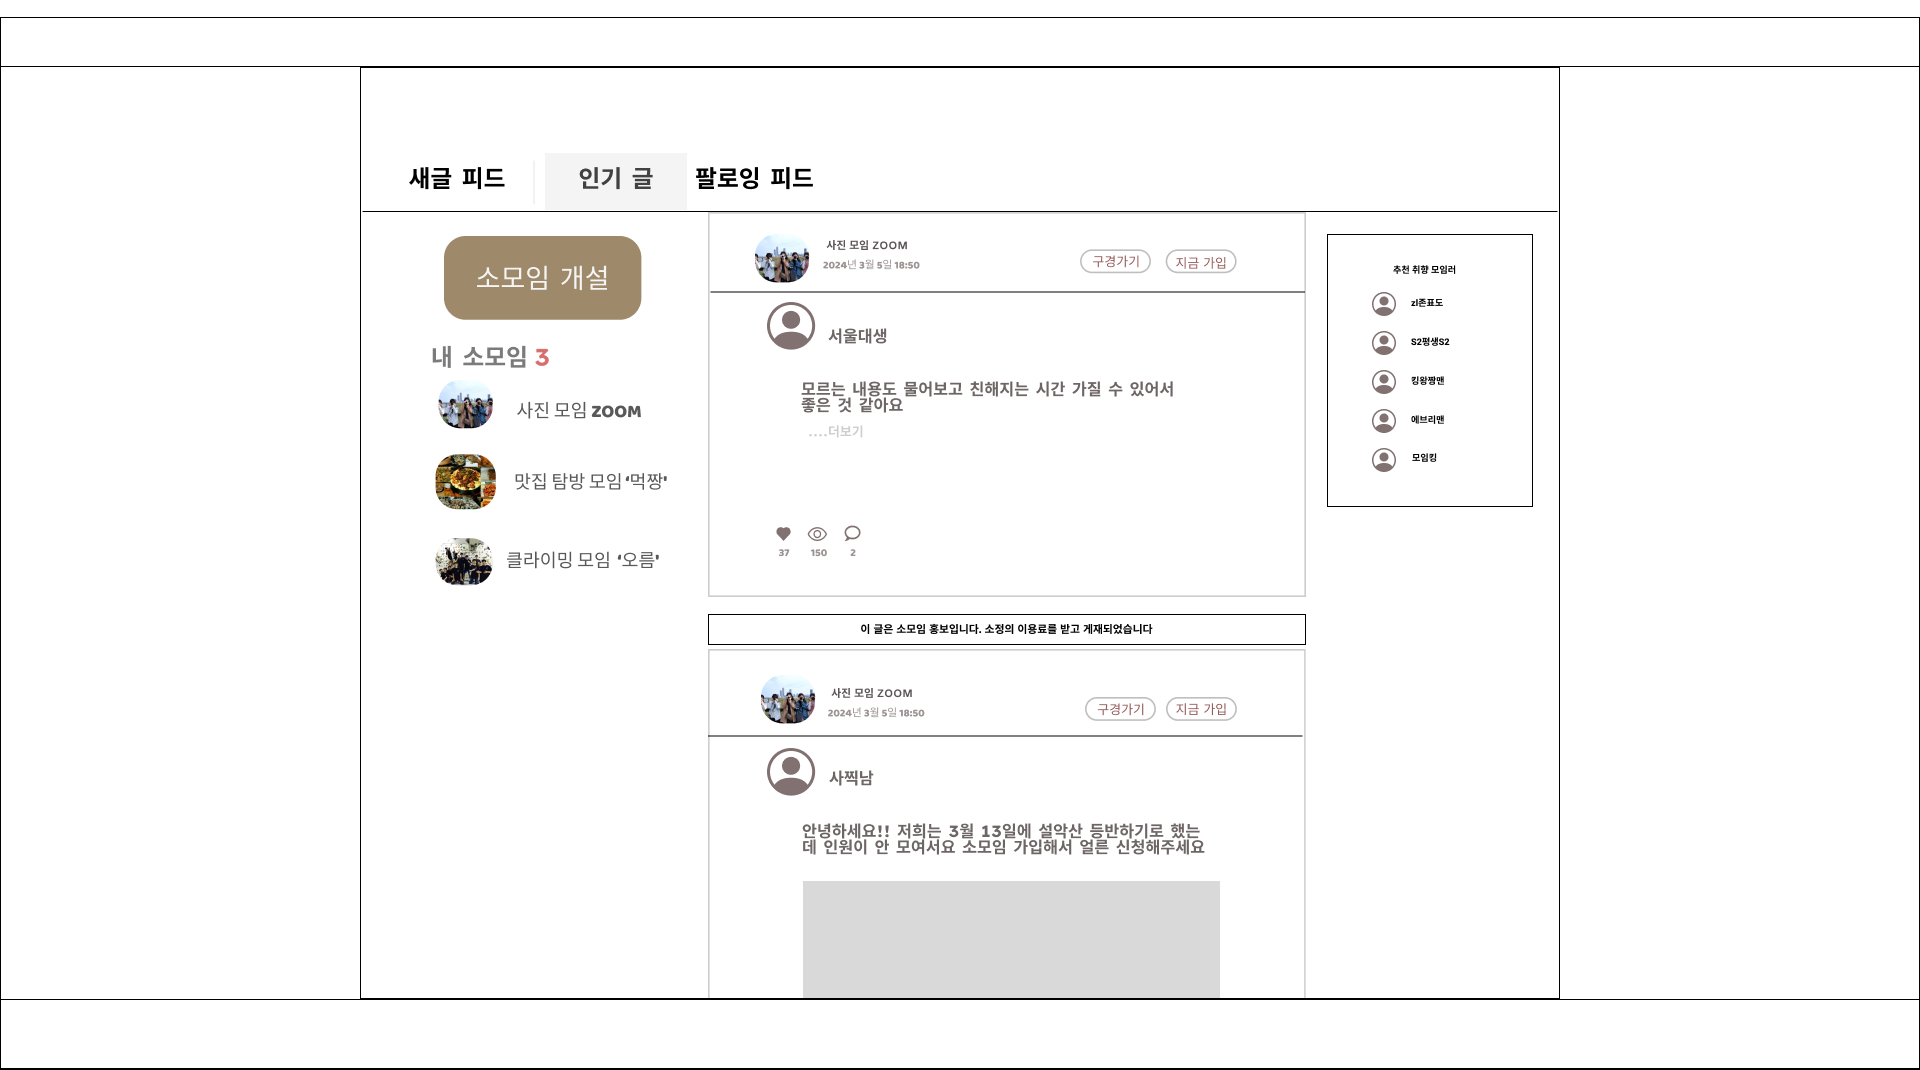 새글 피드
인기 글
팔로잉 피드
소모임 개설
내 소모임 3
사진 모임 ZOOM
맛집 탐방 모임 '먹짱'
클라이밍 모임 '오름'
사진 모임 ZOOM
2024년 3월 5일 18:50
구경가기
지금 가입
서울대생
모르는 내용도 물어보고 친해지는 시간 가질 수 있어서
좋은 것 같아요
....더보기
37
150
2
이 글은 소모임 홍보입니다. 소정의 이용료를 받고 게재되었습니다
사진 모임 ZOOM
2024년 3월 5일 18:50
구경가기
지금 가입
사찍남
안녕하세요!! 저희는 3월 13일에 설악산 등반하기로 했는
데 인원이 안 모여서요 소모임 가입해서 얼른 신청해주세요
추천 취향 모임러
zl존표도
S2평생S2
킹왕짱맨
에브리맨
모임킹